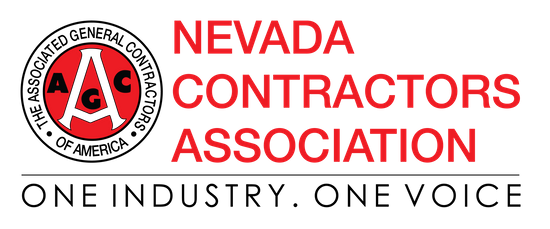 THE ASSOCIATED GENERAL CONTRACTORS
• OF AMERICA •
AGC
NEVADA
CONTRACTORS
ASSOCIATION
ONE INDUSTRY. ONE VOICE